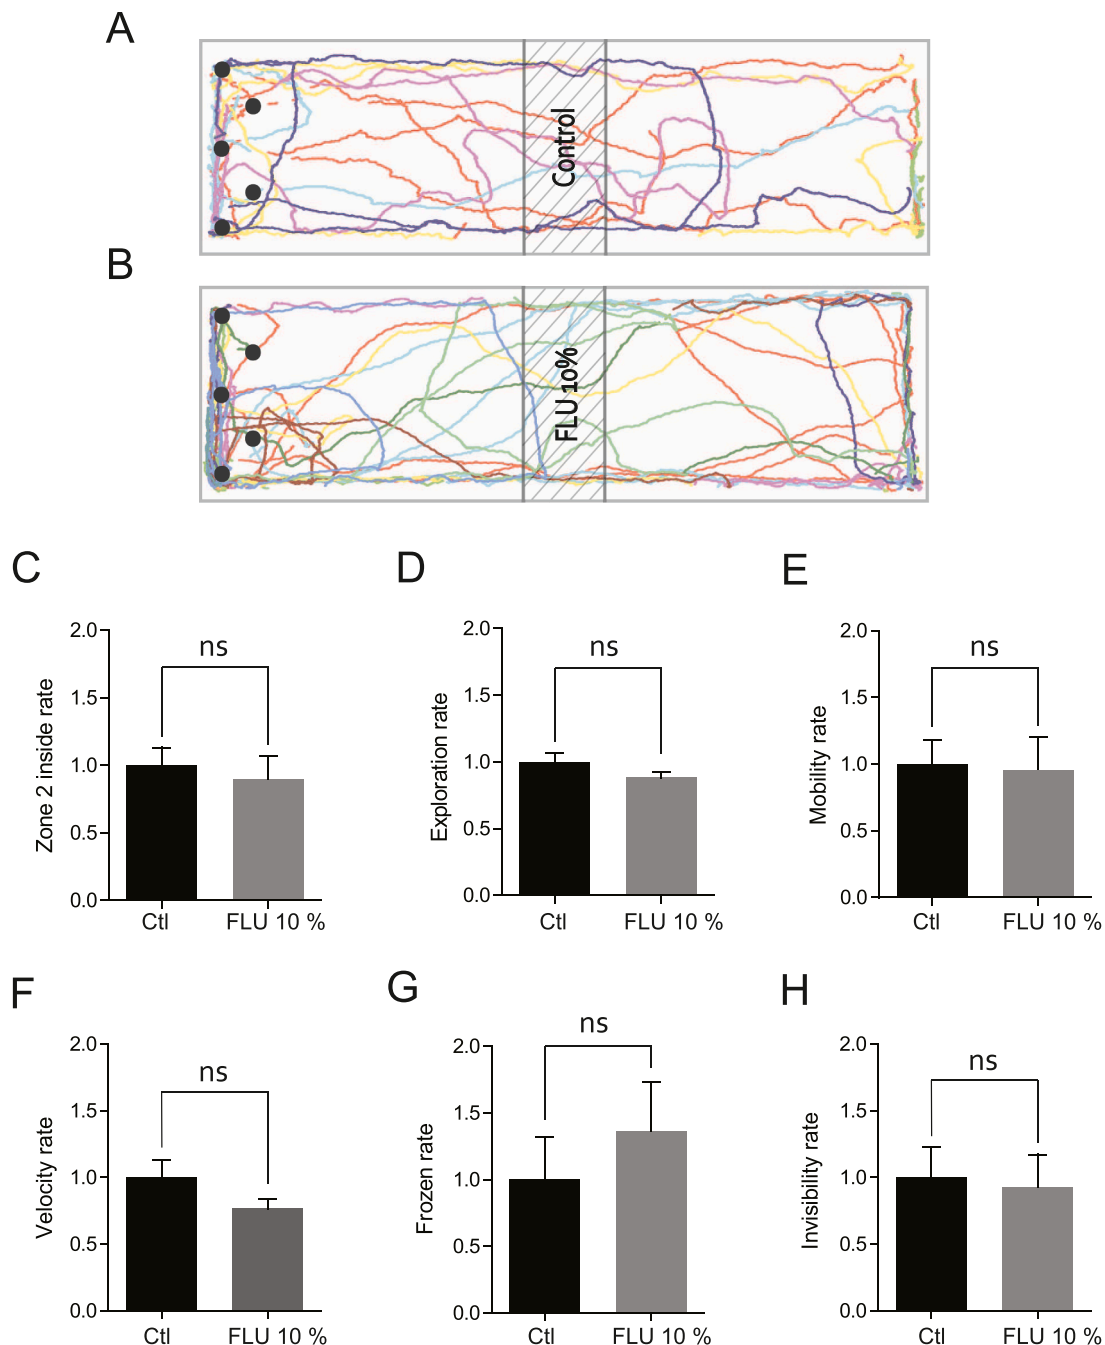 A
Control
B
FLU 10%
C
D
E
2.0
1.5
1.0
0.5
0.0
Zone 2 inside rate
ns
Ctl
FLU 10 %
2.0
1.5
1.0
0.5
0.0
Exploration rate
ns
Ctl
FLU 10 %
2.0
1.5
1.0
0.5
0.0
Mobility rate
ns
Ctl
FLU 10 %
F
G
H
2.0
1.5
1.0
0.5
0.0
Velocity rate
ns
Ctl
FLU 10 %
2.0
1.5
1.0
0.5
0.0
Frozen rate
ns
Ctl
FLU 10 %
2.0
1.5
1.0
0.5
0.0
Invisibility rate
ns
Ctl
FLU 10 %